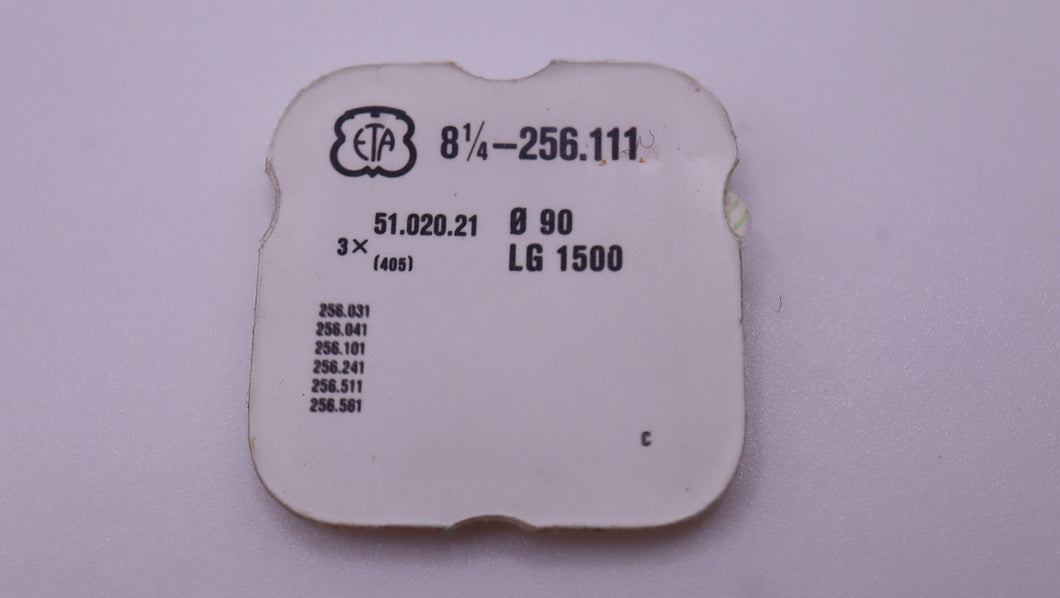 ETA 8¼–256.111
51.020.21 Ø 90
3× (405) LG 1500
256.031
256.041
256.101
256.241
256.511
256.561
C